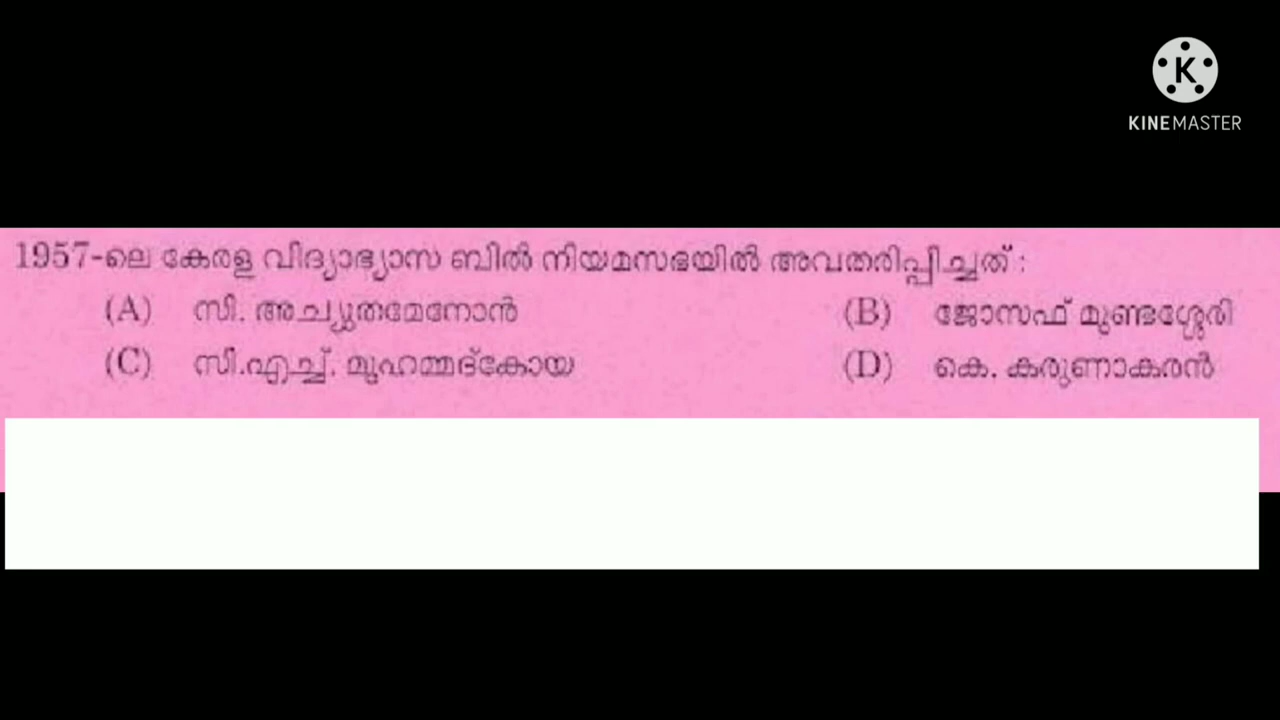 K
KINEMASTER
1957-ലെ കേരള വിദ്യാഭ്യാസ ബിൽ നിയമസഭയിൽ അവതരിപ്പിച്ചത് :
(A) സി. അച്യുതമേനോൻ (B) ജോസഫ് മുണ്ടശ്ശേരി
(C) സി.എച്ച്. മുഹമ്മദ്കോയ (D) കെ. കരുണാകരൻ